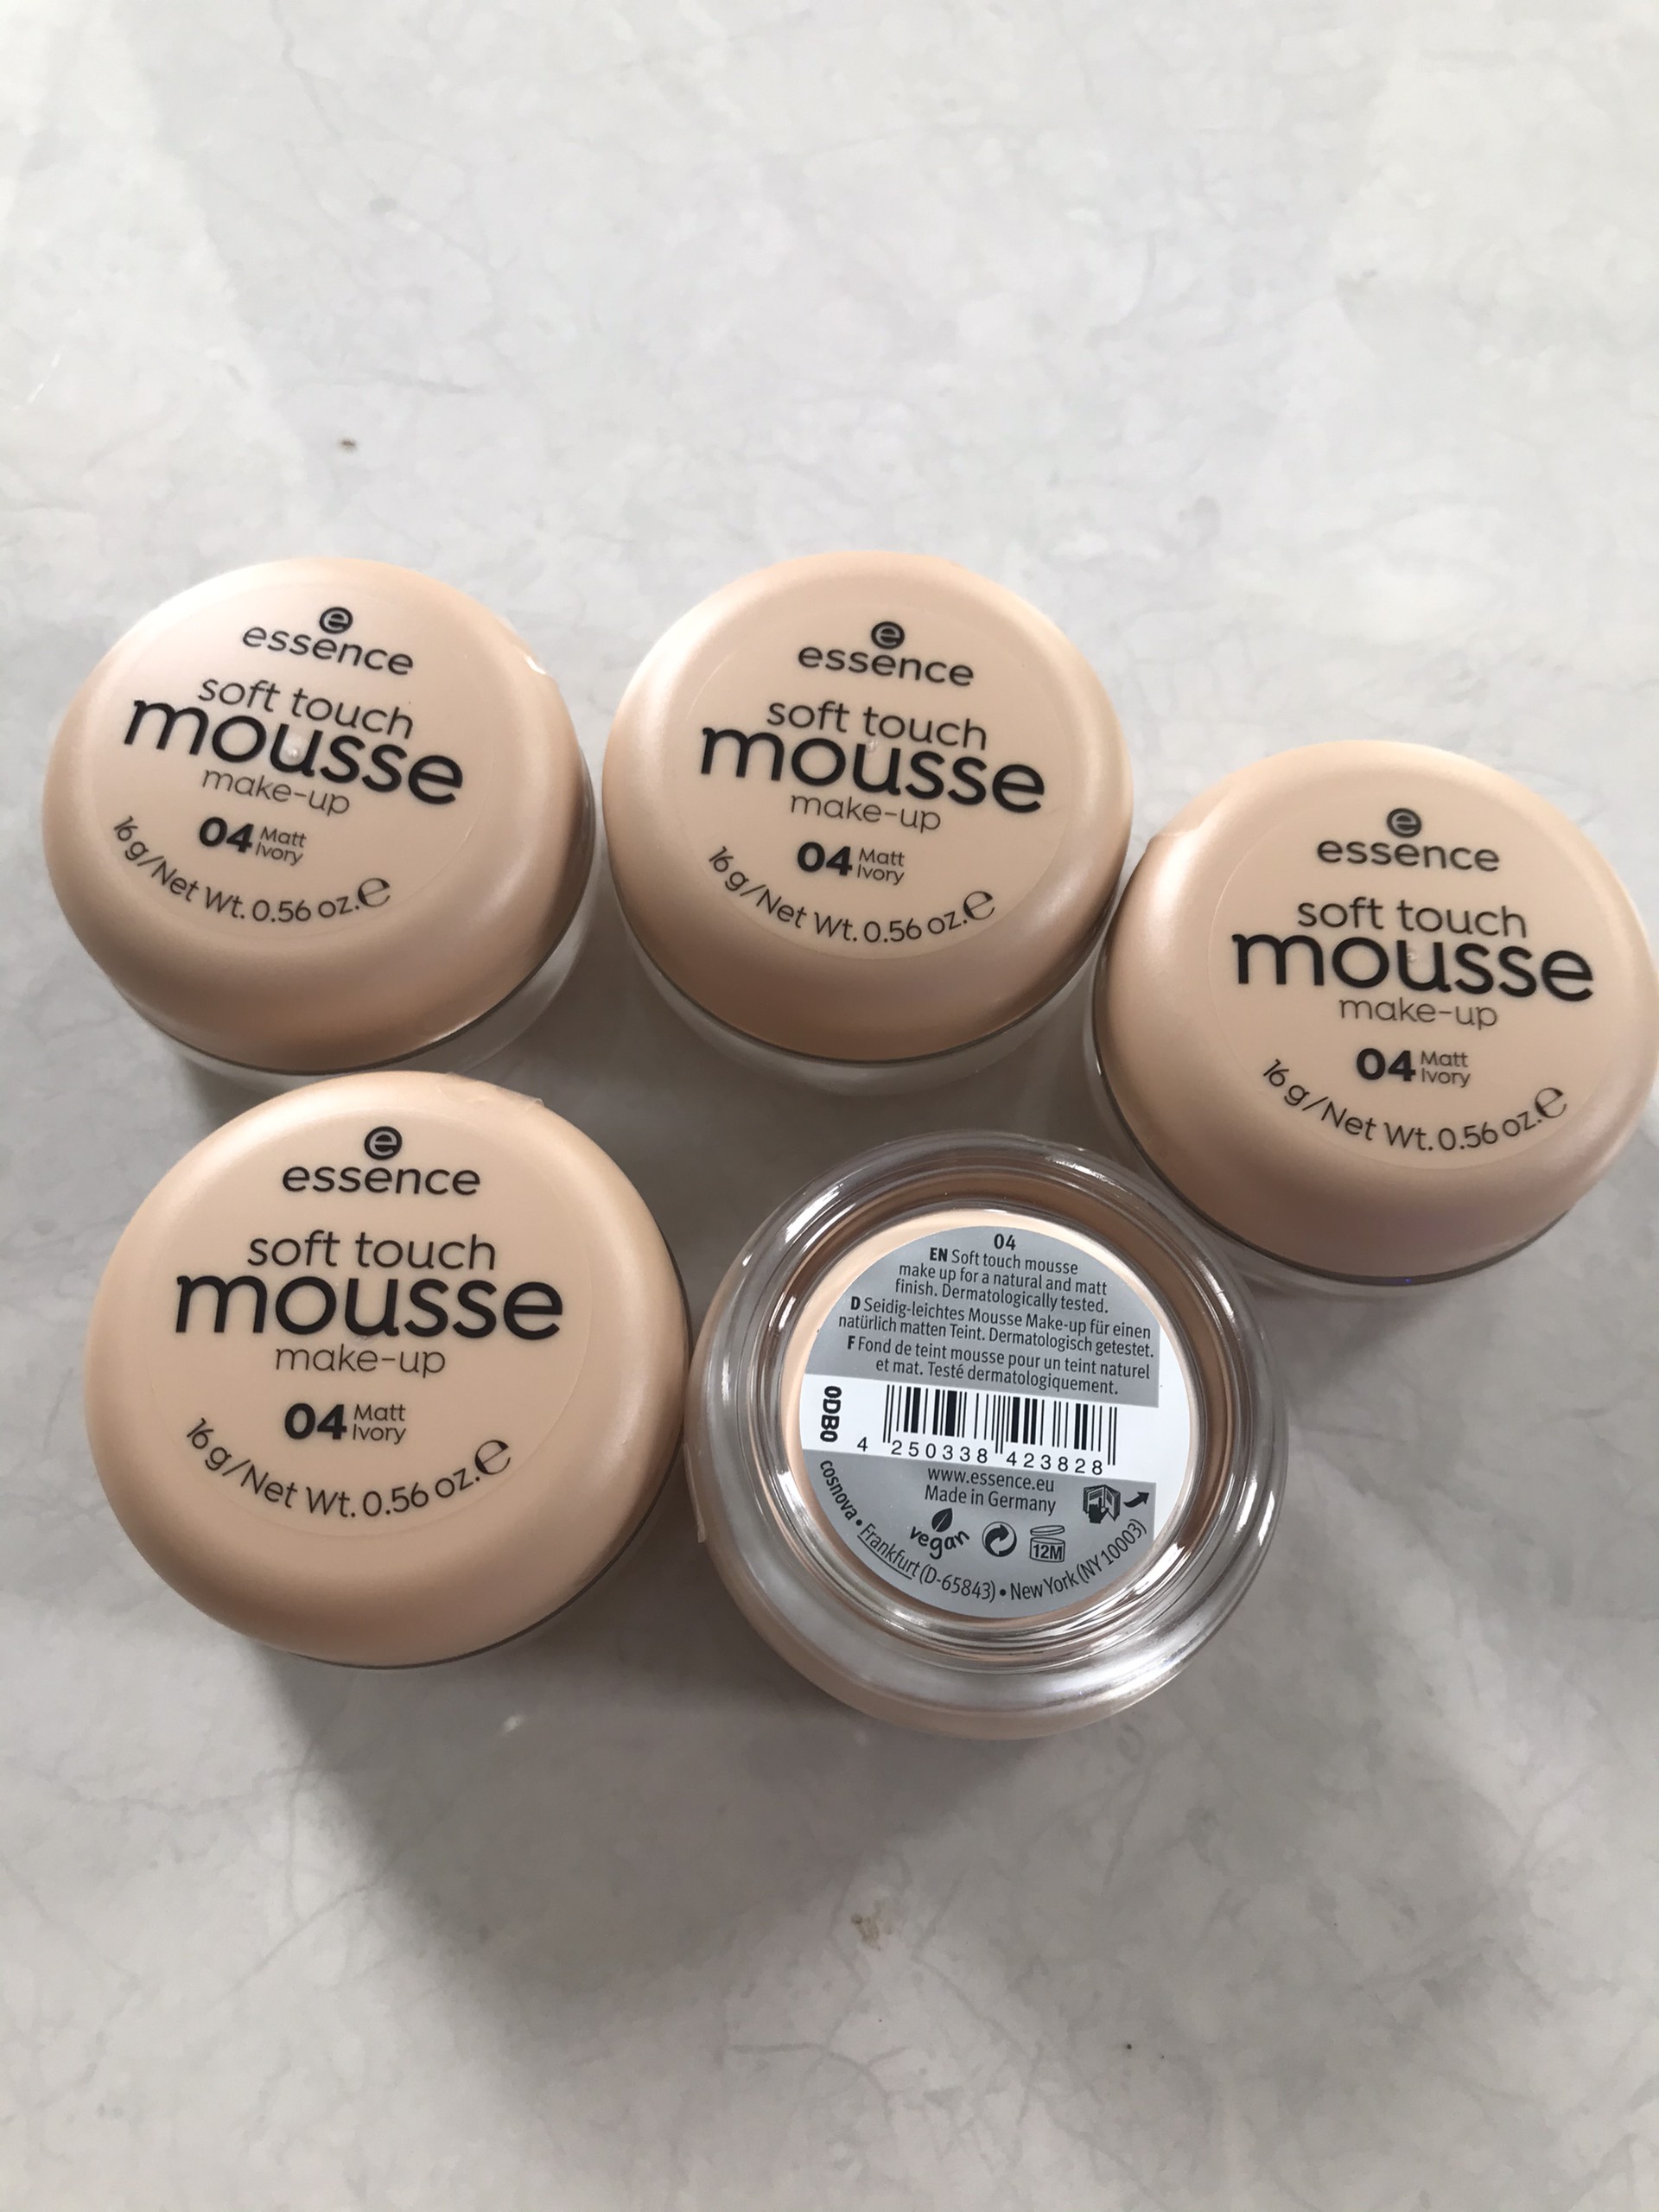 essence
soft touch
mousse
make-up
04 Matt
Ivory
16 g/Net Wt. 0.56 oz. e
essence
soft touch
mousse
make-up
04 Matt
Ivory
16 g/Net Wt. 0.56 oz. e
essence
soft touch
mousse
make-up
04 Matt
Ivory
16 g/Net Wt. 0.56 oz. e
essence
soft touch
mousse
make-up
04 Matt
Ivory
16 g/Net Wt. 0.56 oz. e
04
EN Soft touch mousse
make up for a natural and matt
finish. Dermatologically tested.
D Seidig-leichtes Mousse Make-up für einen
natürlich matten Teint. Dermatologisch getestet.
F Fond de teint mousse pour un teint naturel
et mat. Testé dermatologiquement.
0DB0
4 250338 423828
www.essence.eu
Made in Germany
vegan
12M
cosnova • Frankfurt (D-65843) • New York (NY 10003)